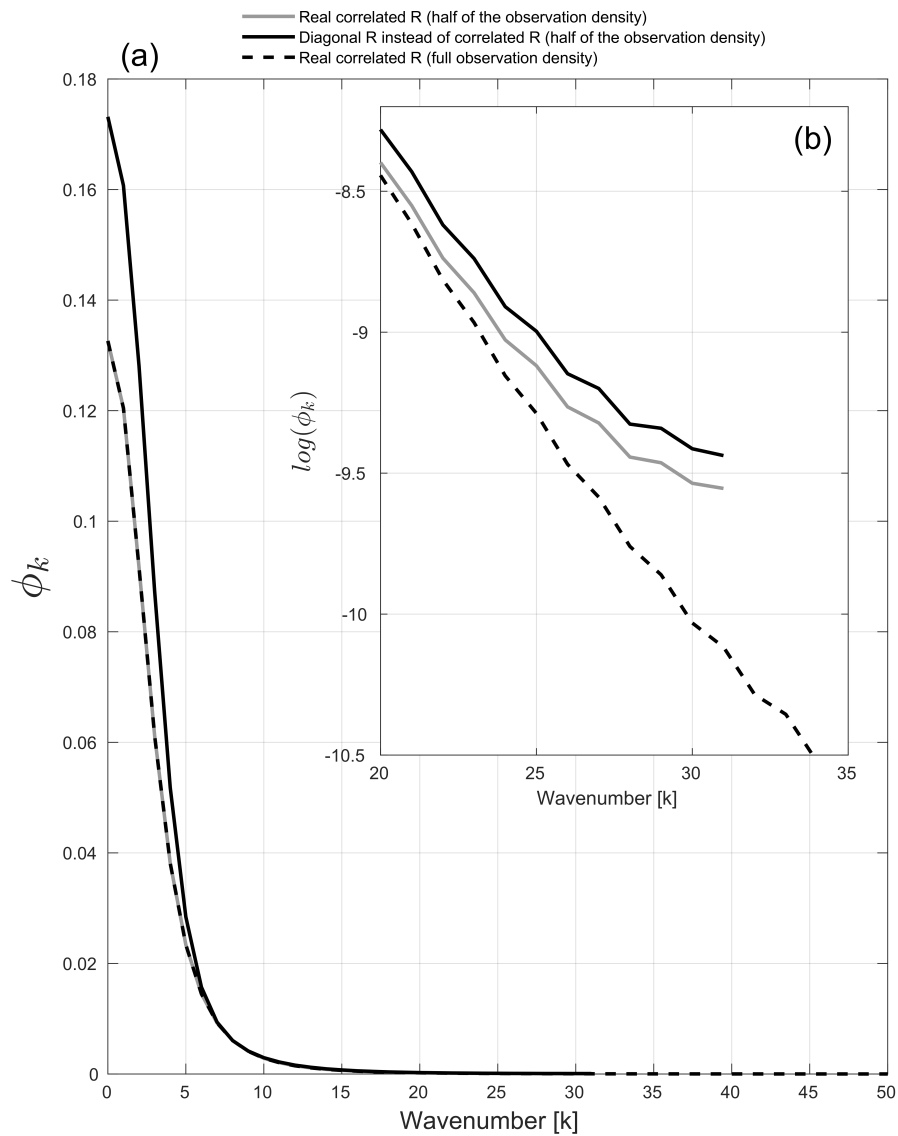 Real correlated R (half of the observation density)
Diagonal R instead of correlated R (half of the observation density)
Real correlated R (full observation density)
(a)
0.18
0.16
0.14
0.12
0.1
0.08
0.06
0.04
0.02
0
ϕk
0 5 10 15 20 25 30 35 40 45 50
Wavenumber [k]
(b)
-8.5
-9
-9.5
-10
-10.5
log(ϕk)
20 25 30 35
Wavenumber [k]